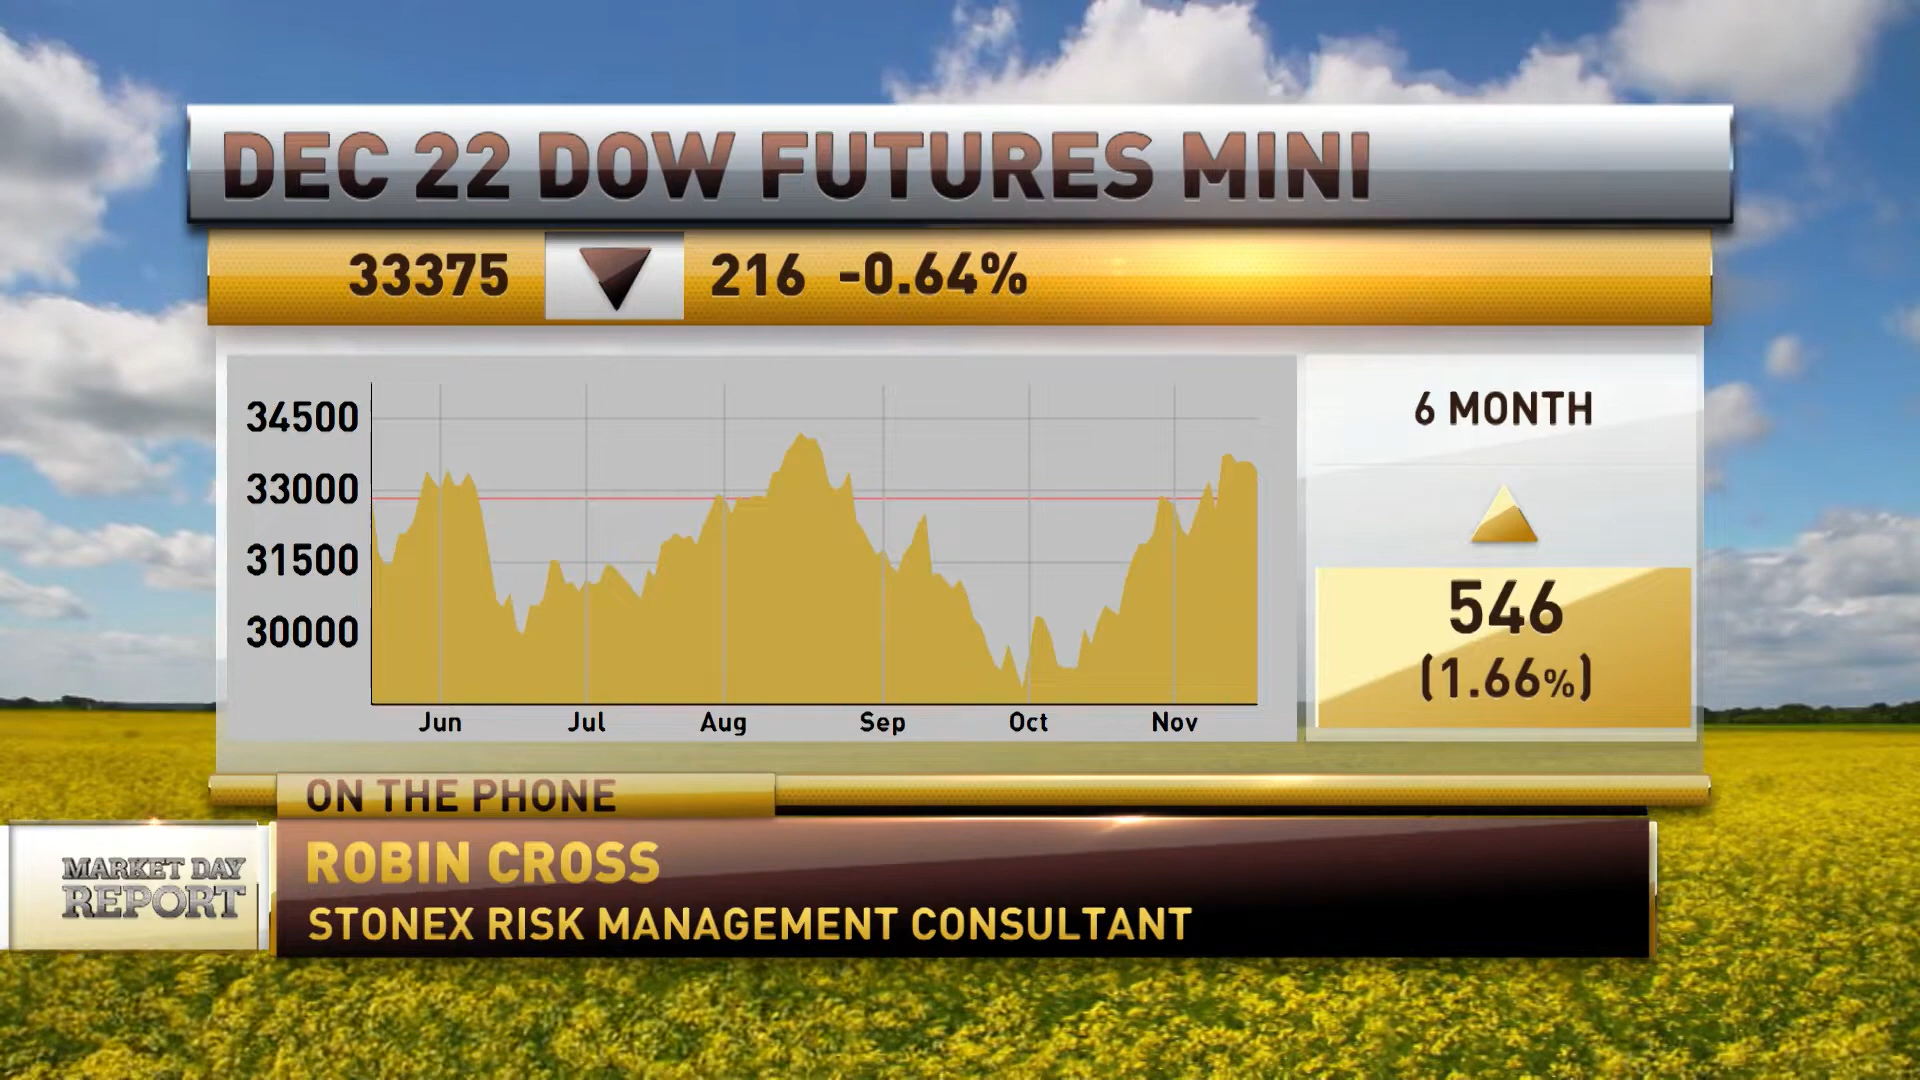 DEC 22 DOW FUTURES MINI
33375 216 -0.64%
34500
33000
31500
30000
Jun Jul Aug Sep Oct Nov
6 MONTH
546
(1.66%)
ON THE PHONE
ROBIN CROSS
STONEX RISK MANAGEMENT CONSULTANT
MARKET DAY
REPORT